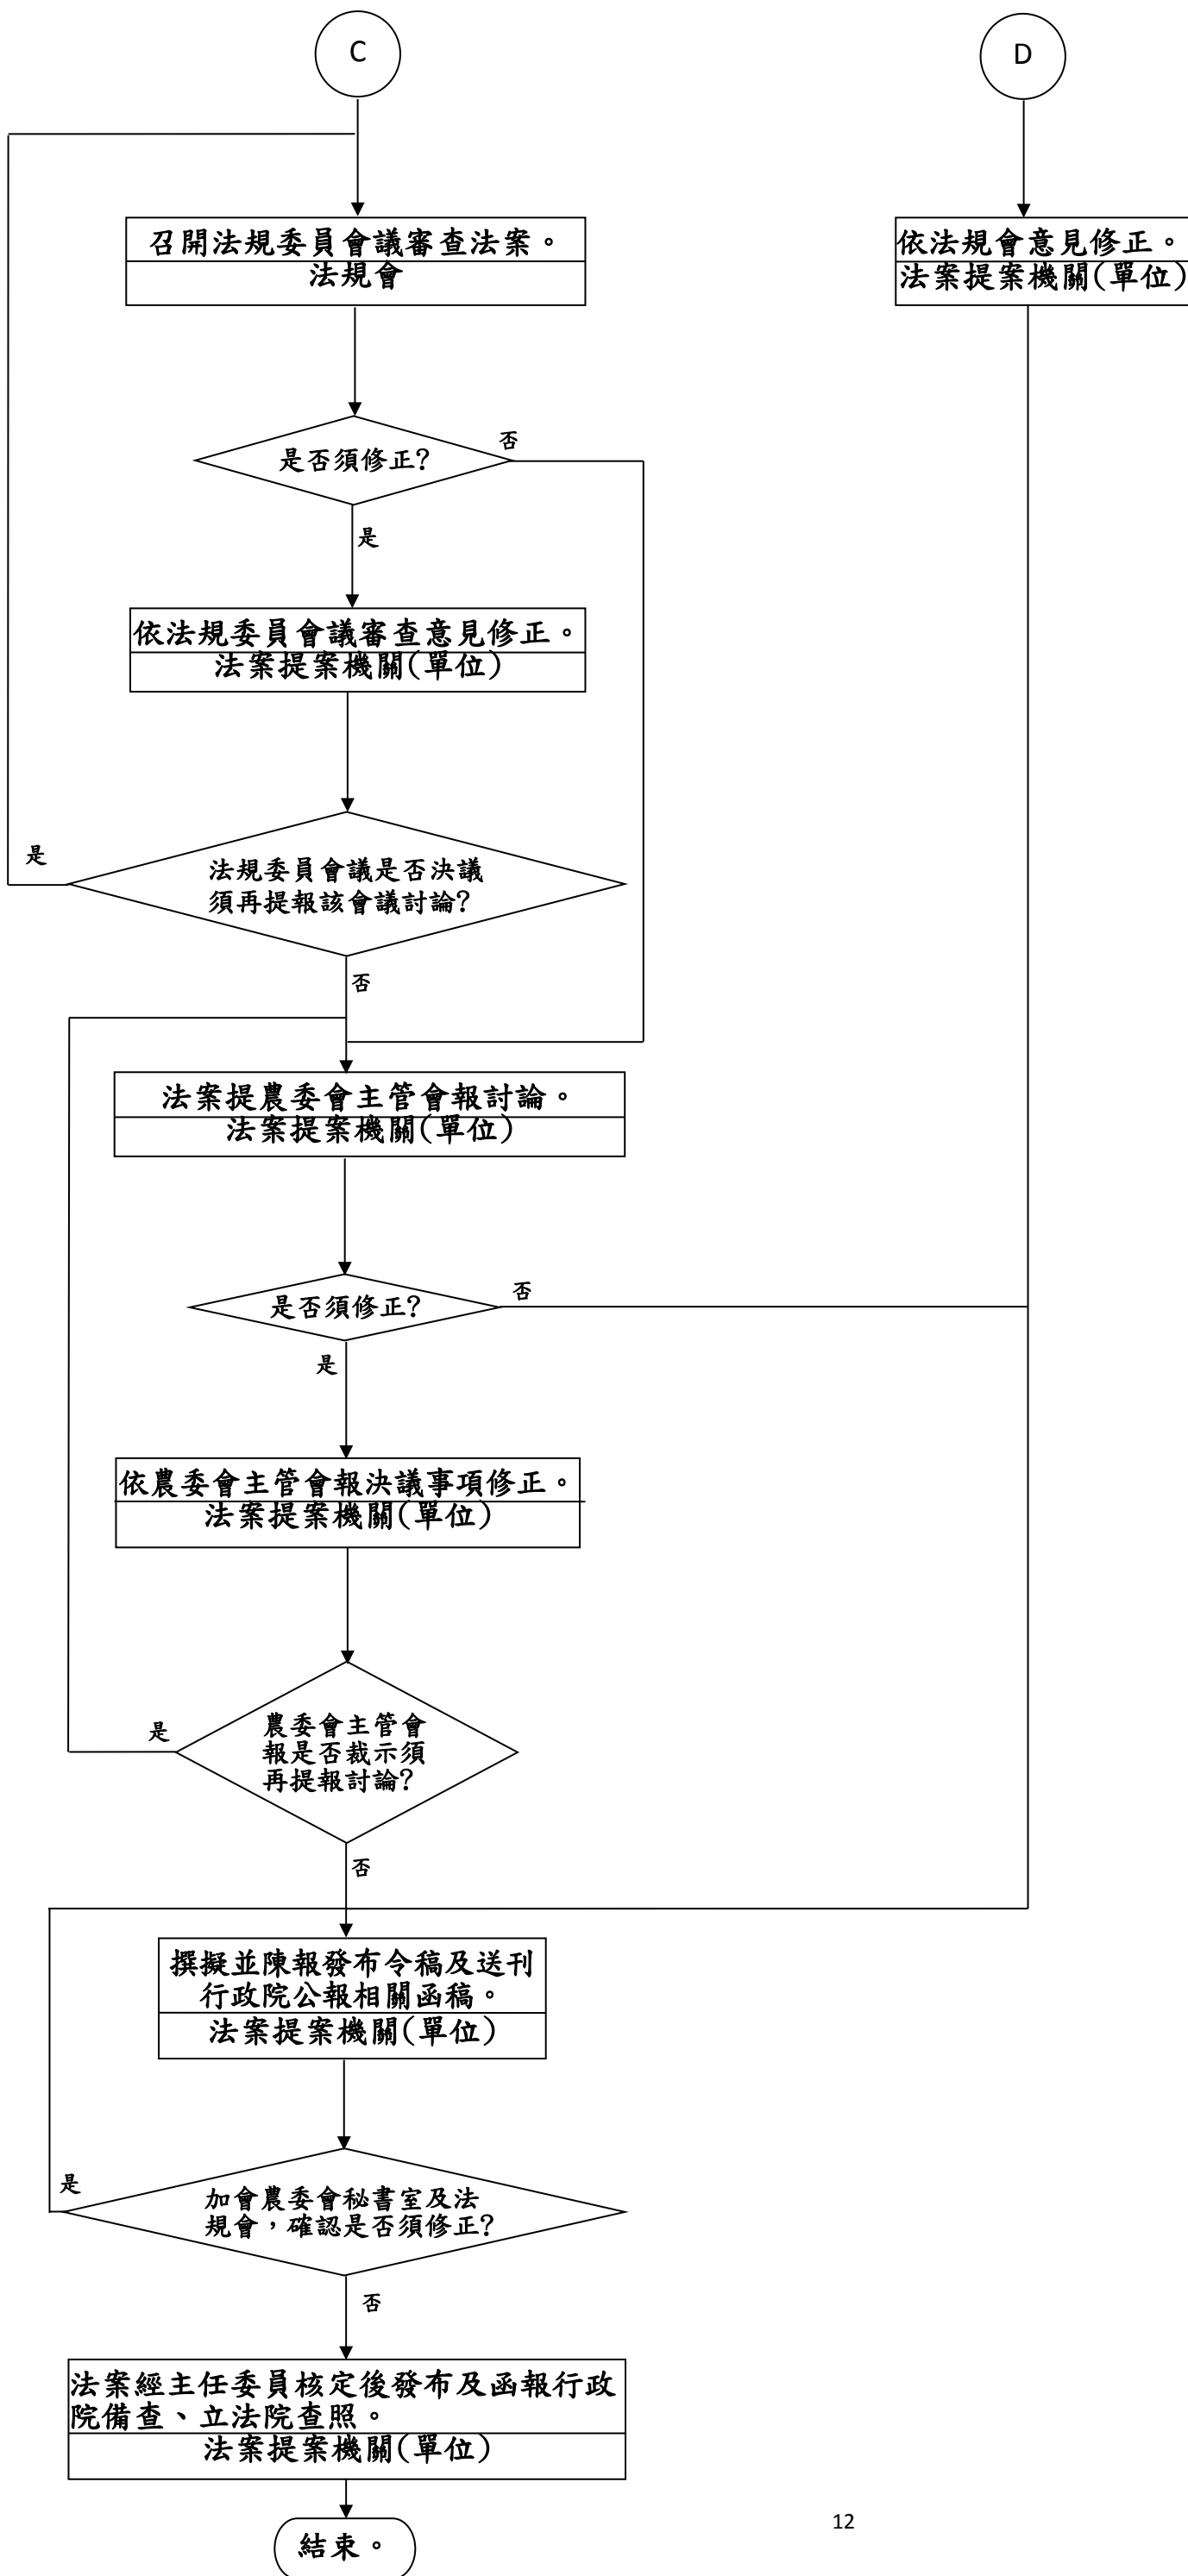 C
D
召開法規委員會議審查法案。
法規會
依法規會意見修正。
法案提案機關(單位)
是否須修正?
否
是
依法規委員會議審查意見修正。
法案提案機關(單位)
是
法規委員會議是否決議
須再提報該會議討論?
否
法案提農委會主管會報討論。
法案提案機關(單位)
是否須修正?
否
是
依農委會主管會報決議事項修正。
法案提案機關(單位)
是
農委會主管會
報是否裁示須
再提報討論?
否
撰擬並陳報發布令稿及送刊
行政院公報相關函稿。
法案提案機關(單位)
是
加會農委會秘書室及法
規會，確認是否須修正?
否
法案經主任委員核定後發布及函報行政
院備查、立法院查照。
法案提案機關(單位)
結束。
12